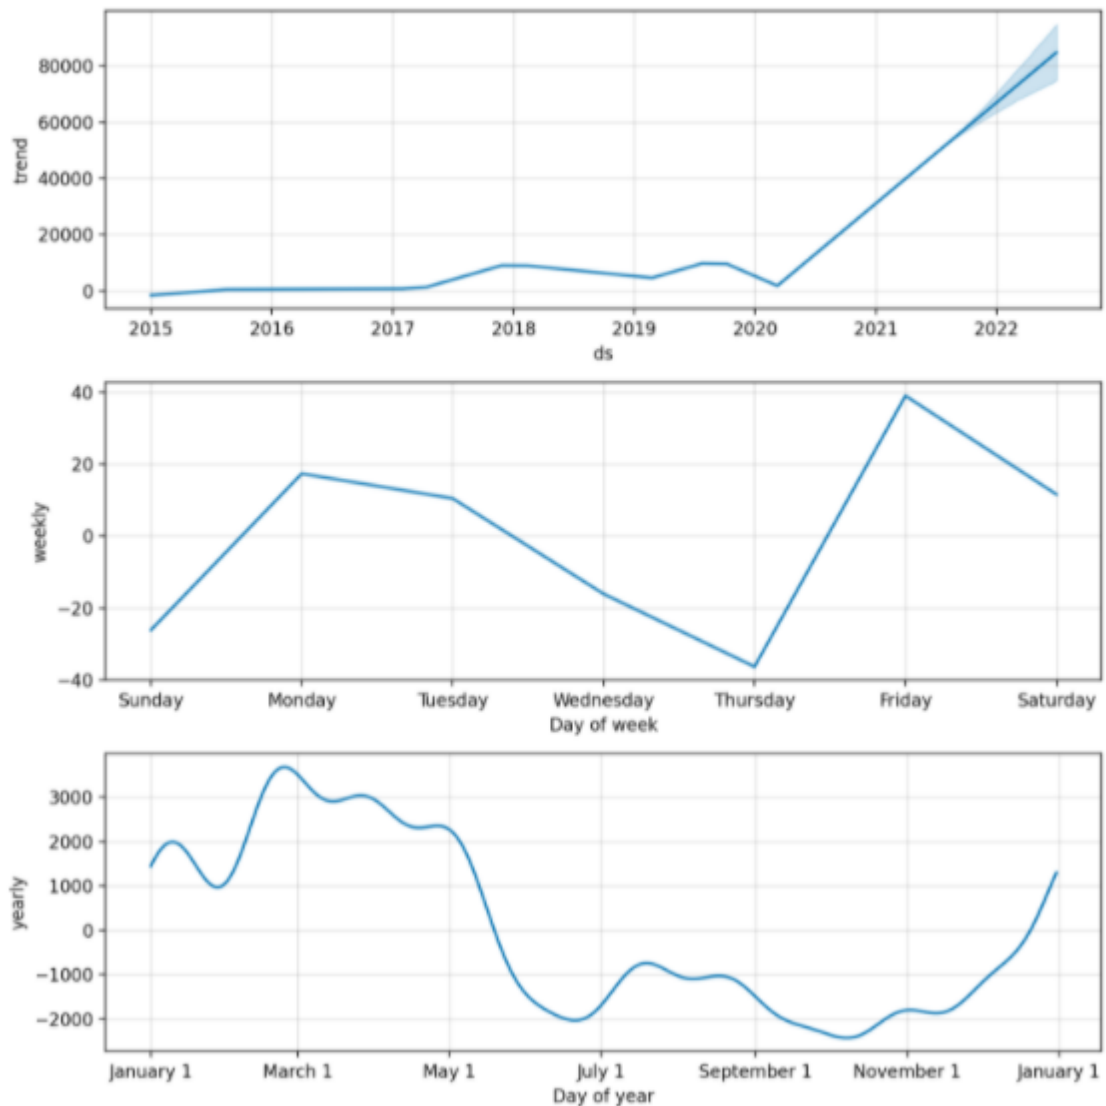 80000
60000
40000
20000
0
trend
2015 2016 2017 2018 2019 2020 2021 2022
ds
40
20
0
−20
−40
weekly
Sunday Monday Tuesday Wednesday Thursday Friday Saturday
Day of week
3000
2000
1000
0
−1000
−2000
yearly
January 1 March 1 May 1 July 1 September 1 November 1 January 1
Day of year